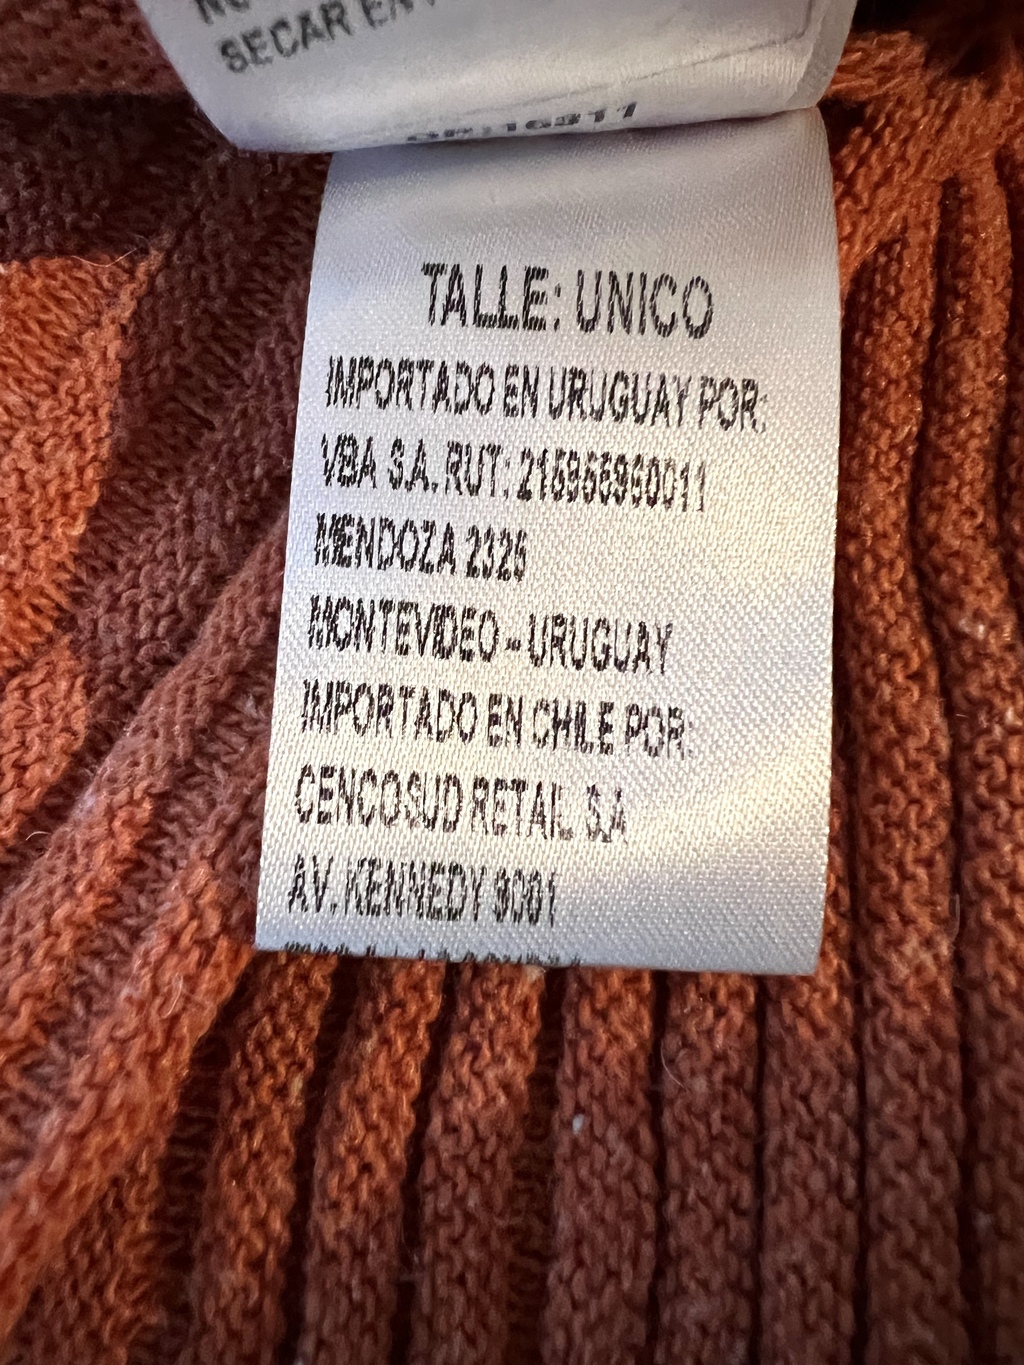 SECAR EN
TALLE: UNICO
IMPORTADO EN URUGUAY POR:
VBA S.A. RUT:
MENDOZA 2325
MONTEVIDEO - URUGUAY
IMPORTADO EN CHILE POR:
CENCOSUD RETAIL S.A
AV. KENNEDY 9001